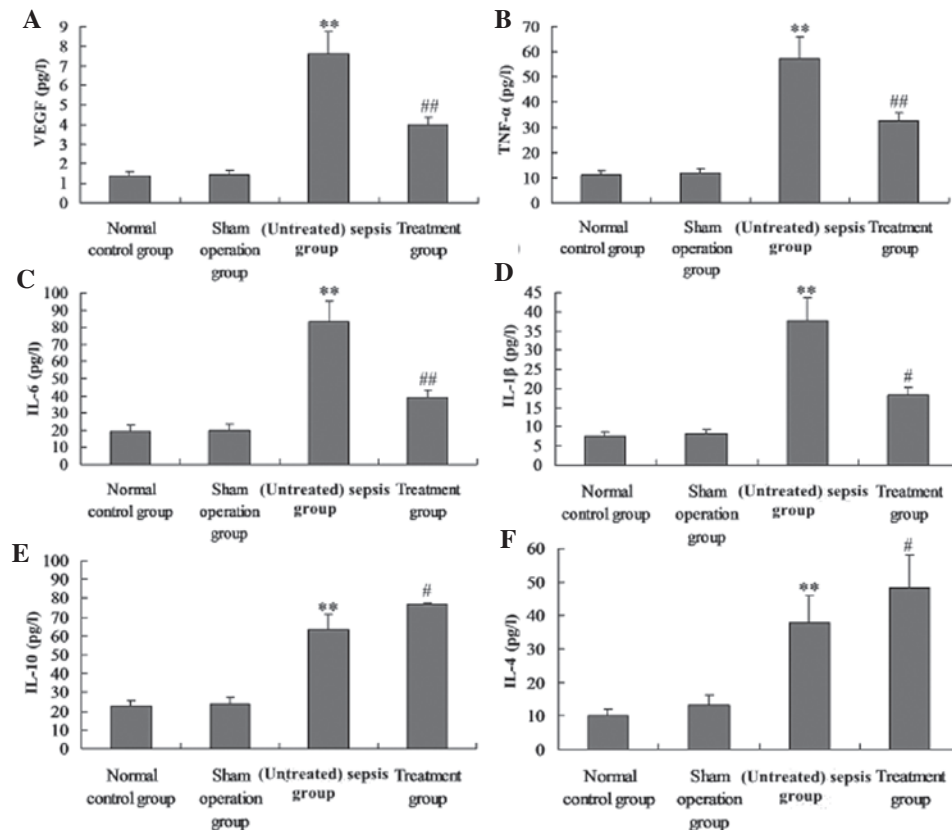 A
VEGF (pg/l)
9
8
7
6
5
4
3
2
1
0
**
##
Normal control group
Sham operation group
(Untreated) sepsis group
Treatment group
B
TNF-α (pg/l)
70
60
50
40
30
20
10
0
**
##
Normal control group
Sham operation group
(Untreated) sepsis group
Treatment group
C
IL-6 (pg/l)
100
90
80
70
60
50
40
30
20
10
0
**
##
Normal control group
Sham operation group
(Untreated) sepsis group
Treatment group
D
IL-1β (pg/l)
45
40
35
30
25
20
15
10
5
0
**
#
Normal control group
Sham operation group
(Untreated) sepsis group
Treatment group
E
IL-10 (pg/l)
100
90
80
70
60
50
40
30
20
10
0
**
#
Normal control group
Sham operation group
(Untreated) sepsis group
Treatment group
F
IL-4 (pg/l)
60
50
40
30
20
10
0
**
#
Normal control group
Sham operation group
(Untreated) sepsis group
Treatment group